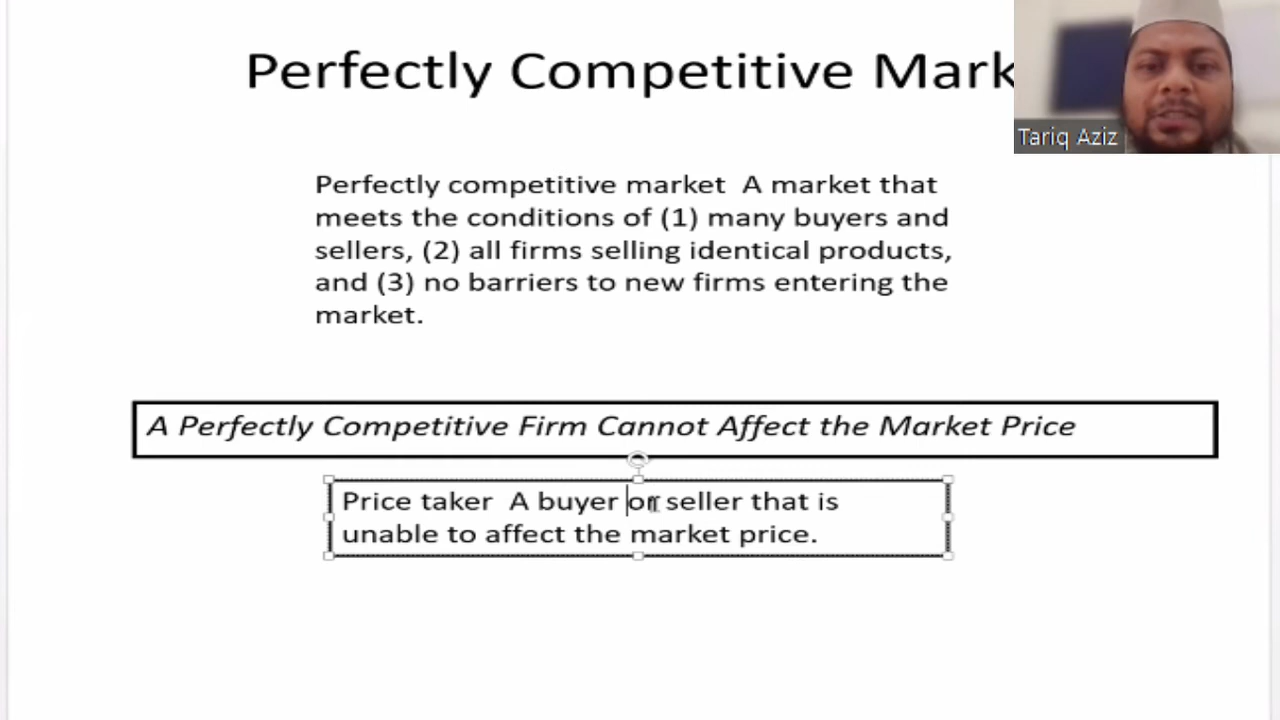 Perfectly Competitive Mark
Tariq Aziz
Perfectly competitive market A market that
meets the conditions of (1) many buyers and
sellers, (2) all firms selling identical products,
and (3) no barriers to new firms entering the
market.
A Perfectly Competitive Firm Cannot Affect the Market Price
Price taker A buyer or seller that is
unable to affect the market price.